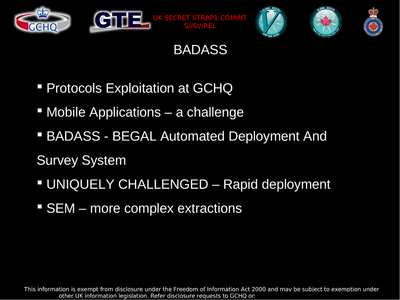 GCHQ
GTE
UK SECRET STRAP1 COMINT
S//SI//REL
BADASS
▪ Protocols Exploitation at GCHQ
▪ Mobile Applications – a challenge
▪ BADASS - BEGAL Automated Deployment And
Survey System
▪ UNIQUELY CHALLENGED – Rapid deployment
▪ SEM – more complex extractions
This information is exempt from disclosure under the Freedom of Information Act 2000 and may be subject to exemption under
other UK information legislation. Refer disclosure requests to GCHQ on